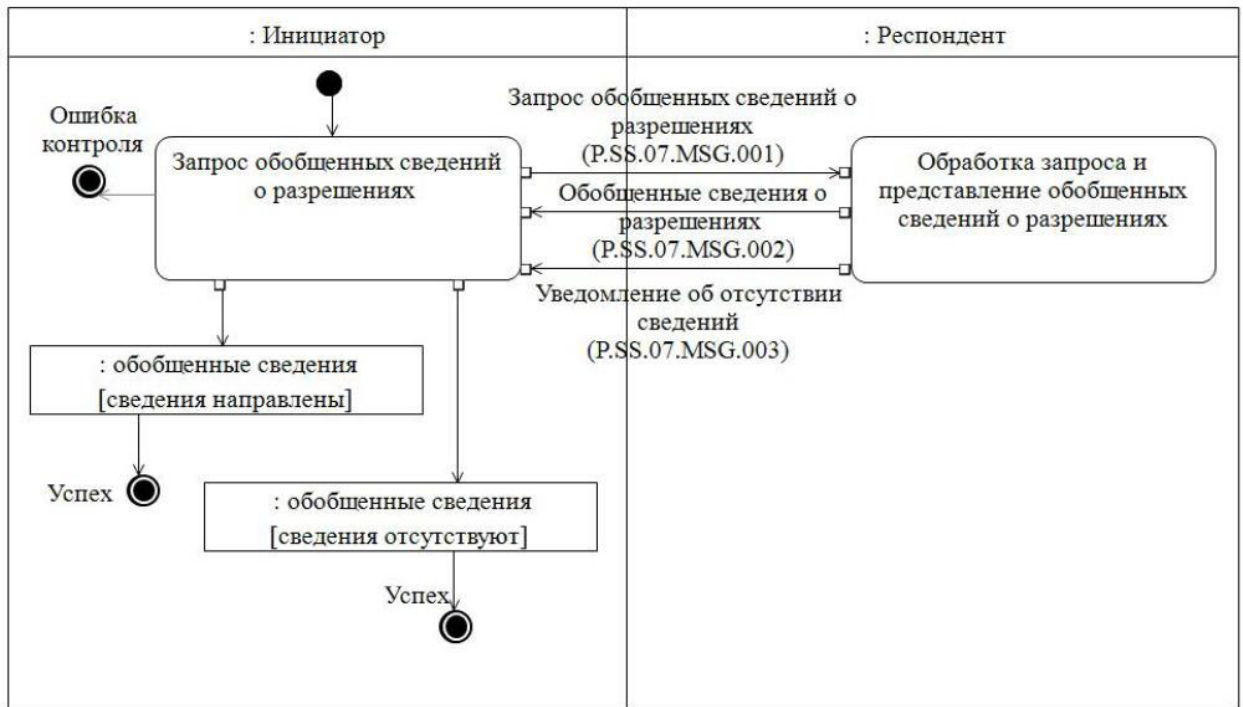 : Инициатор
: Респондент
Ошибка
контроля
Запрос обобщенных сведений
о разрешениях
Запрос обобщенных сведений о
разрешениях
(P.SS.07.MSG.001)
Обобщенные сведения о
разрешениях
(P.SS.07.MSG.002)
Уведомление об отсутствии
сведений
(P.SS.07.MSG.003)
Обработка запроса и
представление обобщенных
сведений о разрешениях
: обобщенные сведения
[сведения направлены]
Успех
: обобщенные сведения
[сведения отсутствуют]
Успех